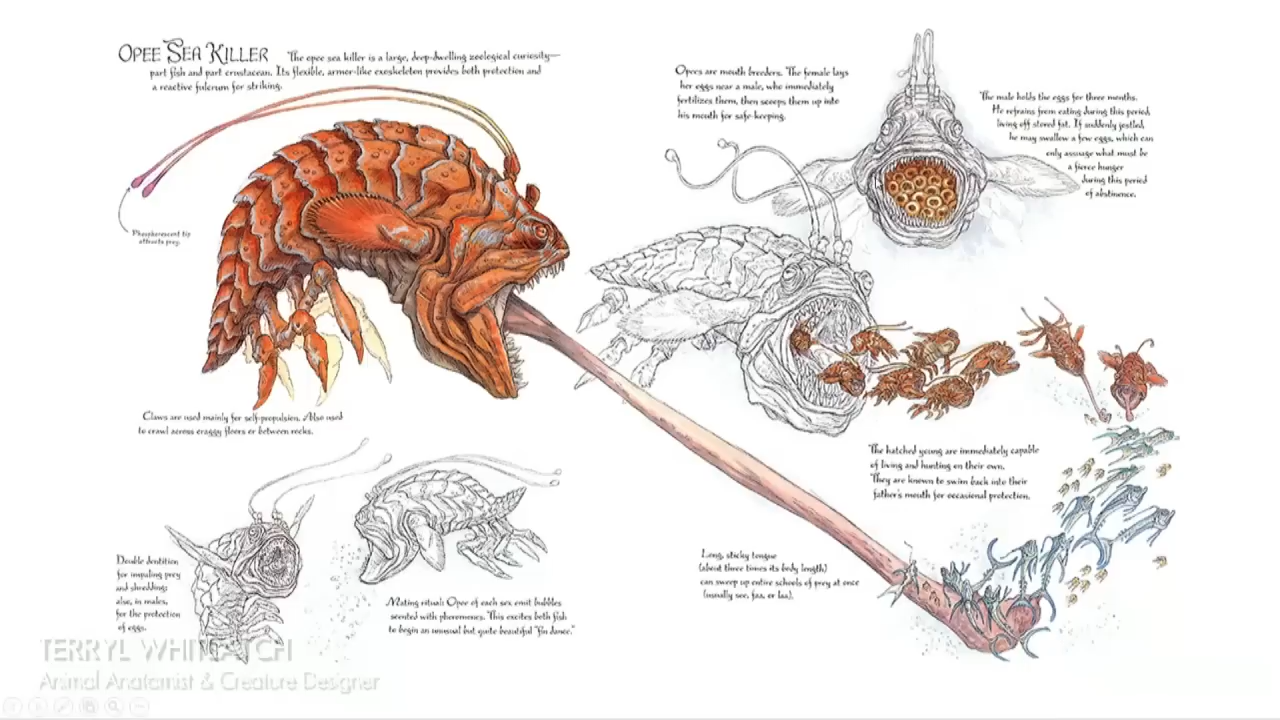 OPEE SEA KILLER The opee sea killer is a large, deep-dwelling zoological curiosity—
part fish and part crustacean. Its flexible, armor-like exoskeleton provides both protection and
a reactive fulcrum for striking.
Phosphorescent tip
attracts prey.
Claws are used mainly for self-propulsion. Also used
to crawl across craggy floors or between rocks.
Double dentition
for impaling prey
and shredding;
also, in males,
for the protection
of eggs.
Mating ritual: Opee of each sex emit bubbles
scented with pheromones. This excites both fish
to begin an unusual but quite beautiful "fin dance."
Opees are mouth breeders. The female lays
her eggs near a male, who immediately
fertilizes them, then scoops them up into
his mouth for safe-keeping.
The male holds the eggs for three months.
He refrains from eating during this period,
living off stored fat. If suddenly jostled,
he may swallow a few eggs, which can
only assuage what must be
a fierce hunger
during this period
of abstinence.
The hatched young are immediately capable
of living and hunting on their own.
They are known to swim back into their
father's mouth for occasional protection.
Long, sticky tongue
(about three times its body length)
can sweep up entire schools of prey at once
(usually see, faa, or laa).
TERRYL WHITLATCH
Animal Anatomist & Creature Designer